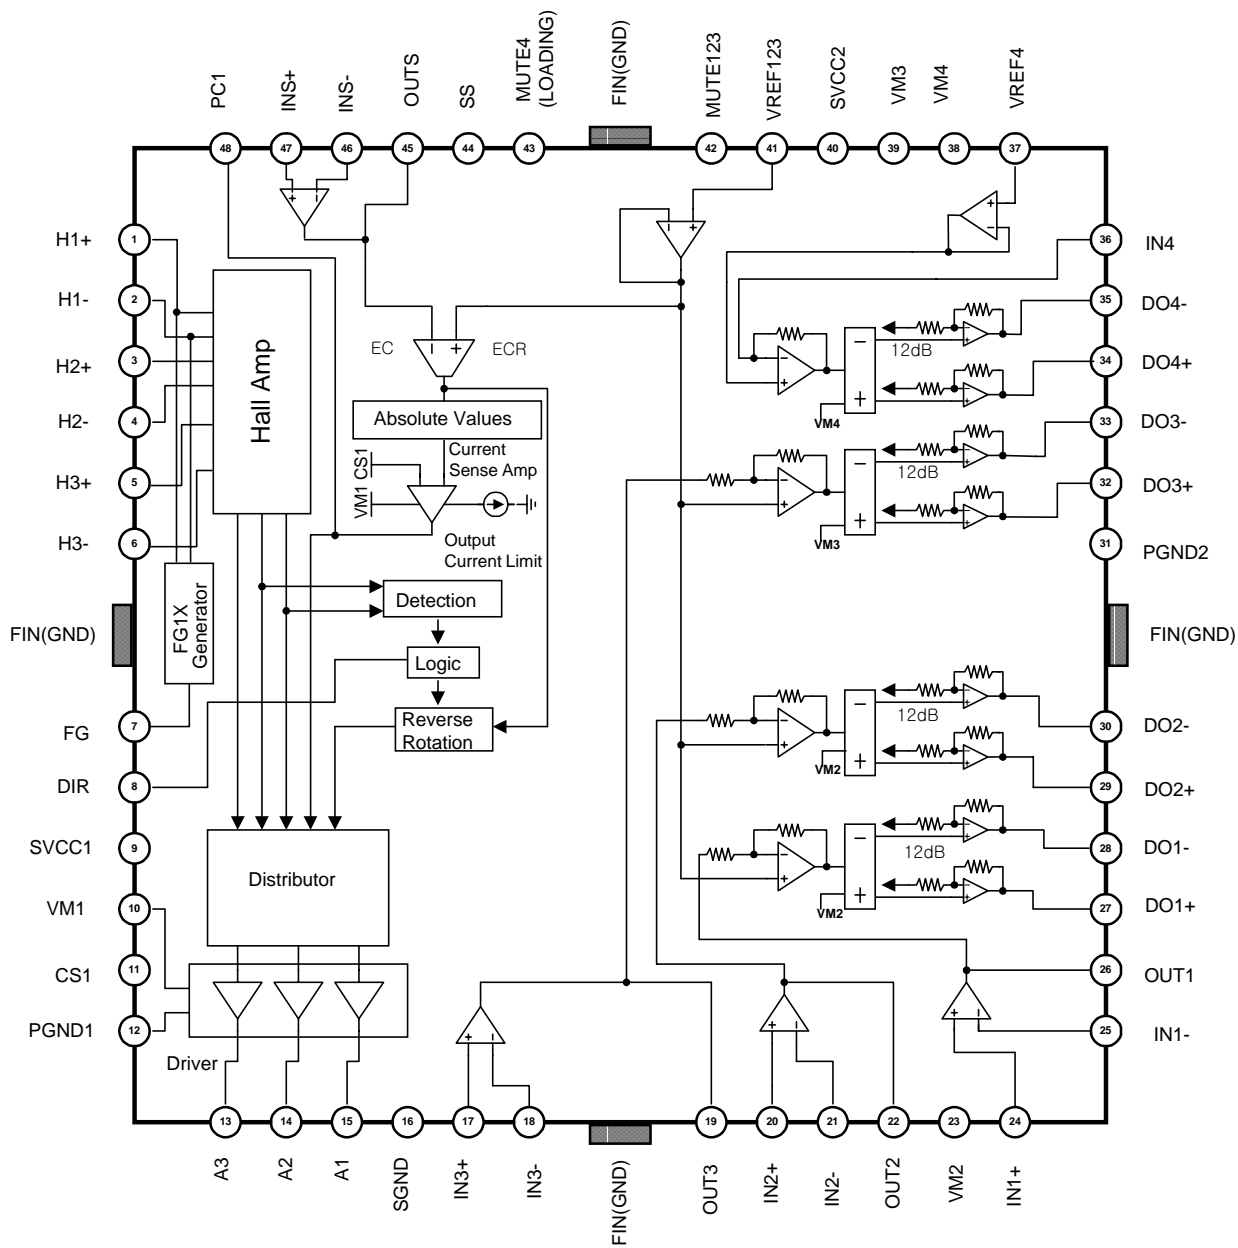 PC1
INS+
INS-
OUTS
SS
MUTE4
(LOADING)
FIN(GND)
MUTE123
VREF123
SVCC2
VM3
VM4
VREF4
48
47
46
45
44
43
42
41
40
39
38
37
H1+
1
H1-
2
H2+
3
H2-
4
H3+
5
H3-
6
FIN(GND)
FG
7
DIR
8
SVCC1
9
VM1
10
CS1
11
PGND1
12
Hall Amp
FG1X
Generator
+
−
EC
−
+
ECR
Absolute Values
Current
Sense Amp
VM1
CS1
Output
Current Limit
Detection
Logic
Reverse
Rotation
Distributor
Driver
−
+
+
−
−
+
−
+
VM4
12dB
−
+
−
+
−
+
−
+
VM3
12dB
−
+
−
+
−
+
−
+
VM2
12dB
−
+
−
+
−
+
−
+
VM2
12dB
−
+
−
+
+
−
+
−
+
−
36
IN4
35
DO4-
34
DO4+
33
DO3-
32
DO3+
31
PGND2
FIN(GND)
30
DO2-
29
DO2+
28
DO1-
27
DO1+
26
OUT1
25
IN1-
13
14
15
16
17
18
19
20
21
22
23
24
A3
A2
A1
SGND
IN3+
IN3-
FIN(GND)
OUT3
IN2+
IN2-
OUT2
VM2
IN1+